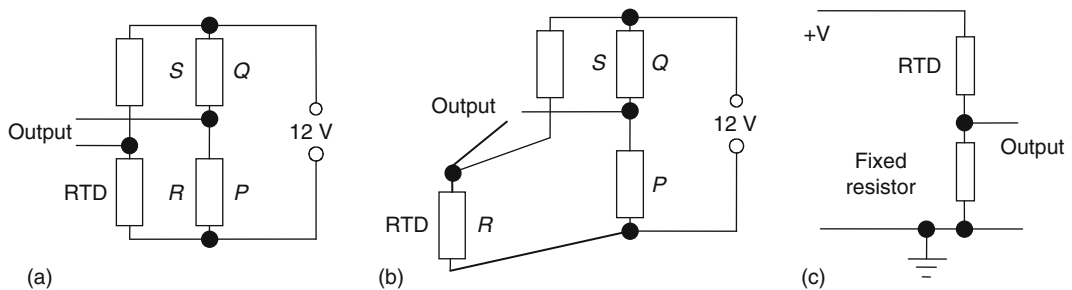 S
Q
Output
12 V
RTD
R
P
(a)
S
Q
Output
12 V
P
RTD
R
(b)
+V
RTD
Output
Fixed
resistor
(c)